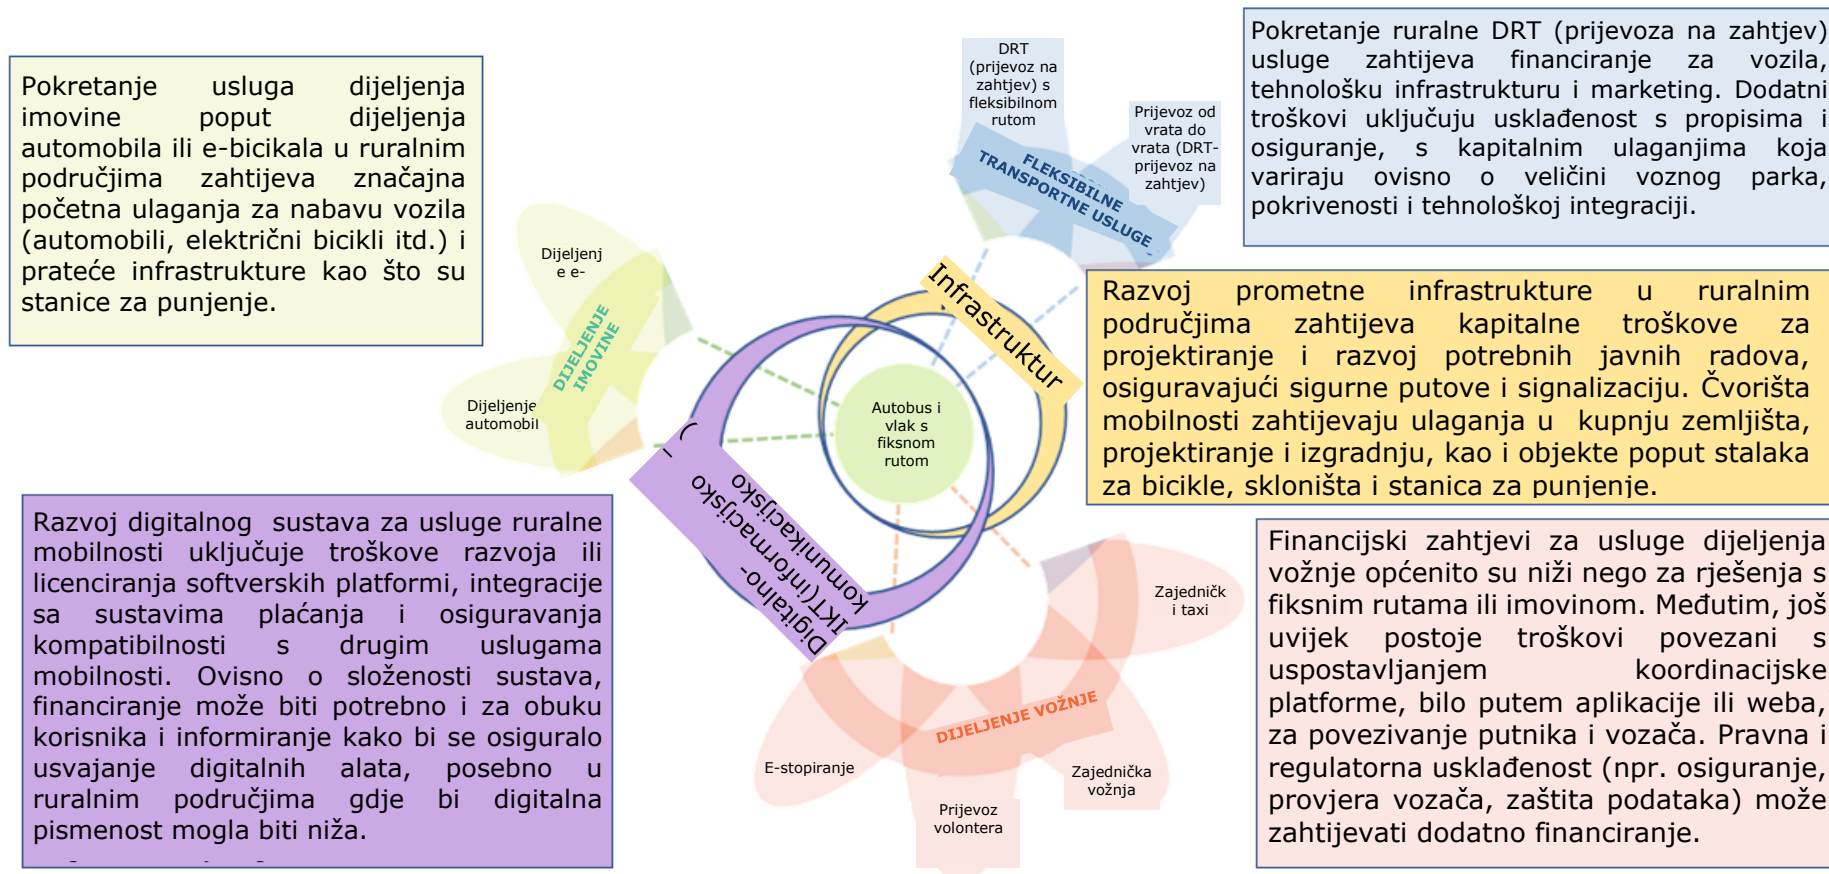 Pokretanje usluga dijeljenja
imovine poput dijeljenja
automobila ili e-bicikala u ruralnim
područjima zahtijeva značajna
početna ulaganja za nabavu vozila
(automobili, električni bicikli itd.) i
prateće infrastrukture kao što su
stanice za punjenje.
DRT
(prijevoz na
zahtjev) s
fleksibilnom
rutom
Prijevoz od
vrata do
vrata (DRT-
prijevoz na
zahtjev)
FLEKSIBILNE
TRANSPORTNE USLUGE
Pokretanje ruralne DRT (prijevoza na zahtjev)
usluge zahtijeva financiranje za vozila,
tehnološku infrastrukturu i marketing. Dodatni
troškovi uključuju usklađenost s propisima i
osiguranje, s kapitalnim ulaganjima koja
variraju ovisno o veličini voznog parka,
pokrivenosti i tehnološkoj integraciji.
Dijeljenj
e e-
DIJELJENJE
IMOVINE
Dijeljenje
automobil
Infrastruktur
Autobus i
vlak s
fiksnom
rutom
Razvoj prometne infrastrukture u ruralnim
područjima zahtijeva kapitalne troškove za
projektiranje i razvoj potrebnih javnih radova,
osiguravajući sigurne putove i signalizaciju. Čvorišta
mobilnosti zahtijevaju ulaganja u kupnju zemljišta,
projektiranje i izgradnju, kao i objekte poput stalaka
za bicikle, skloništa i stanica za punjenje.
Digitalno-
IKT(informacijsko
komunikacijsko
)
Razvoj digitalnog sustava za usluge ruralne
mobilnosti uključuje troškove razvoja ili
licenciranja softverskih platformi, integracije
sa sustavima plaćanja i osiguravanja
kompatibilnosti s drugim uslugama
mobilnosti. Ovisno o složenosti sustava,
financiranje može biti potrebno i za obuku
korisnika i informiranje kako bi se osiguralo
usvajanje digitalnih alata, posebno u
ruralnim područjima gdje bi digitalna
pismenost mogla biti niža.
Zajedničk
i taxi
DIJELJENJE VOŽNJE
E-stopiranje
Prijevoz
volontera
Zajednička
vožnja
Financijski zahtjevi za usluge dijeljenja
vožnje općenito su niži nego za rješenja s
fiksnim rutama ili imovinom. Međutim, još
uvijek postoje troškovi povezani s
uspostavljanjem koordinacijske
platforme, bilo putem aplikacije ili weba,
za povezivanje putnika i vozača. Pravna i
regulatorna usklađenost (npr. osiguranje,
provjera vozača, zaštita podataka) može
zahtijevati dodatno financiranje.